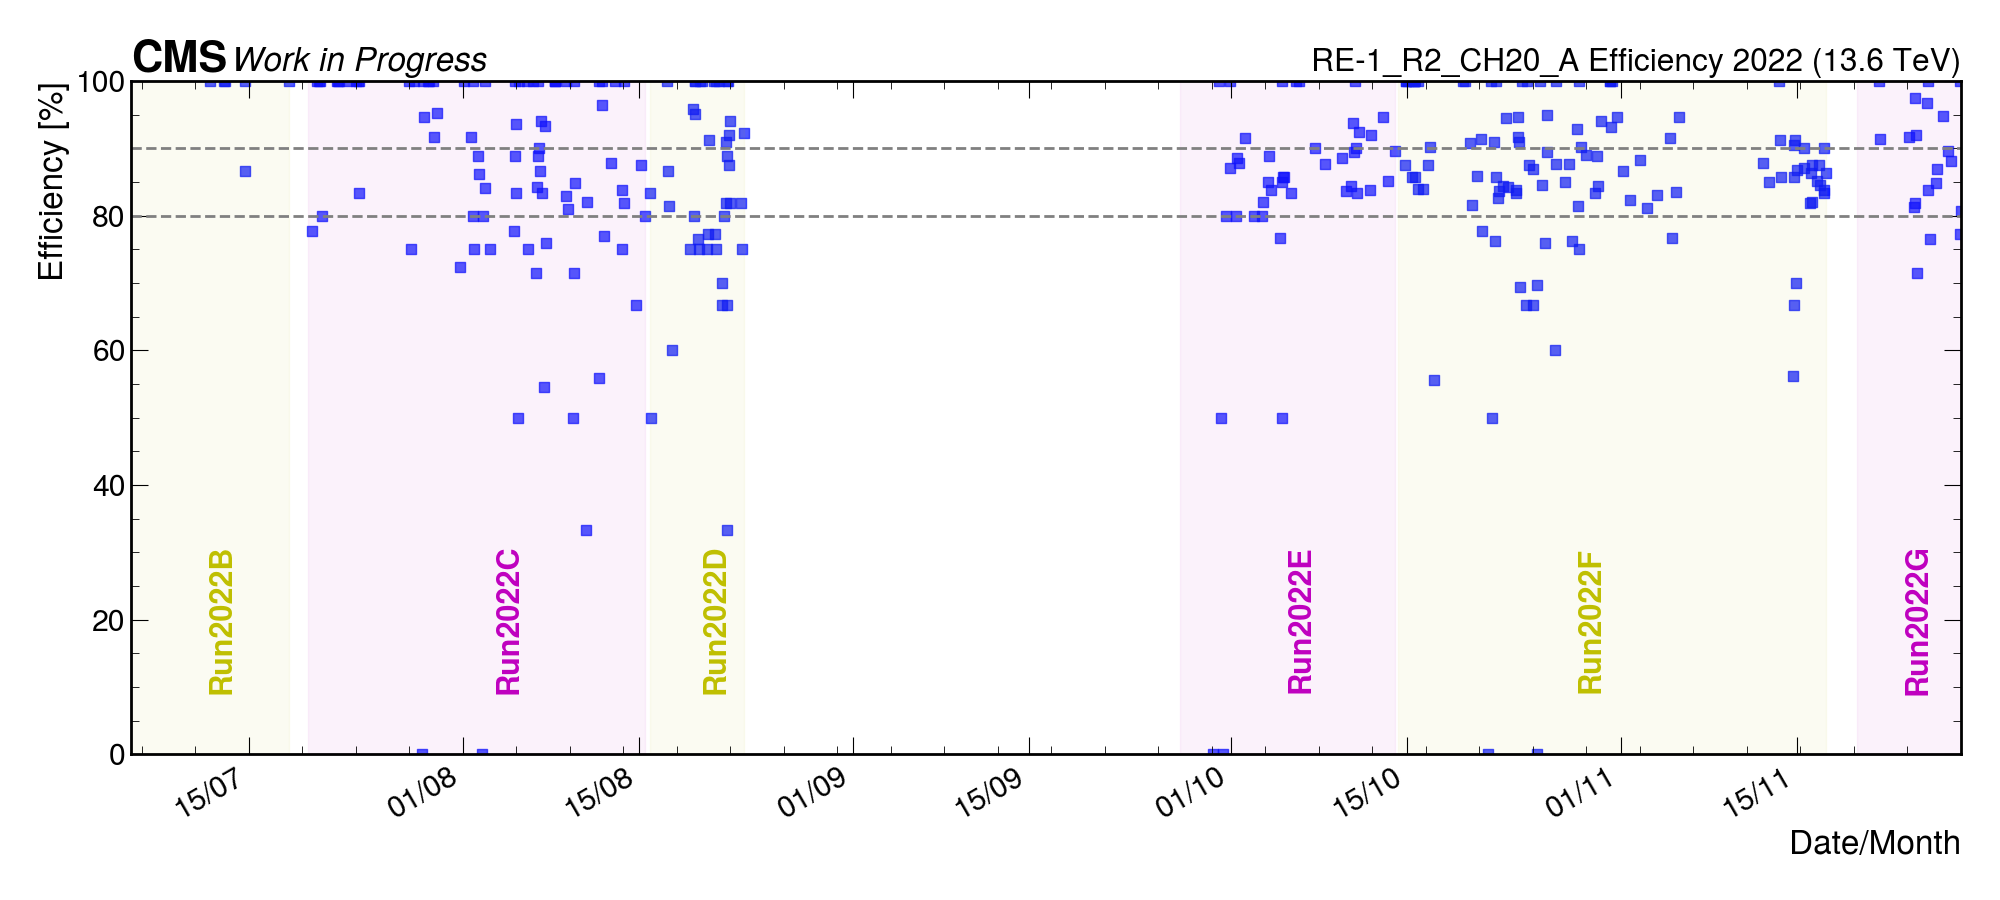 CMS Work in Progress
RE-1_R2_CH20_A Efficiency 2022 (13.6 TeV)
Efficiency [%]
100
80
60
40
20
0
Run2022B
Run2022C
Run2022D
Run2022E
Run2022F
Run2022G
15/07
01/08
15/08
01/09
15/09
01/10
15/10
01/11
15/11
Date/Month